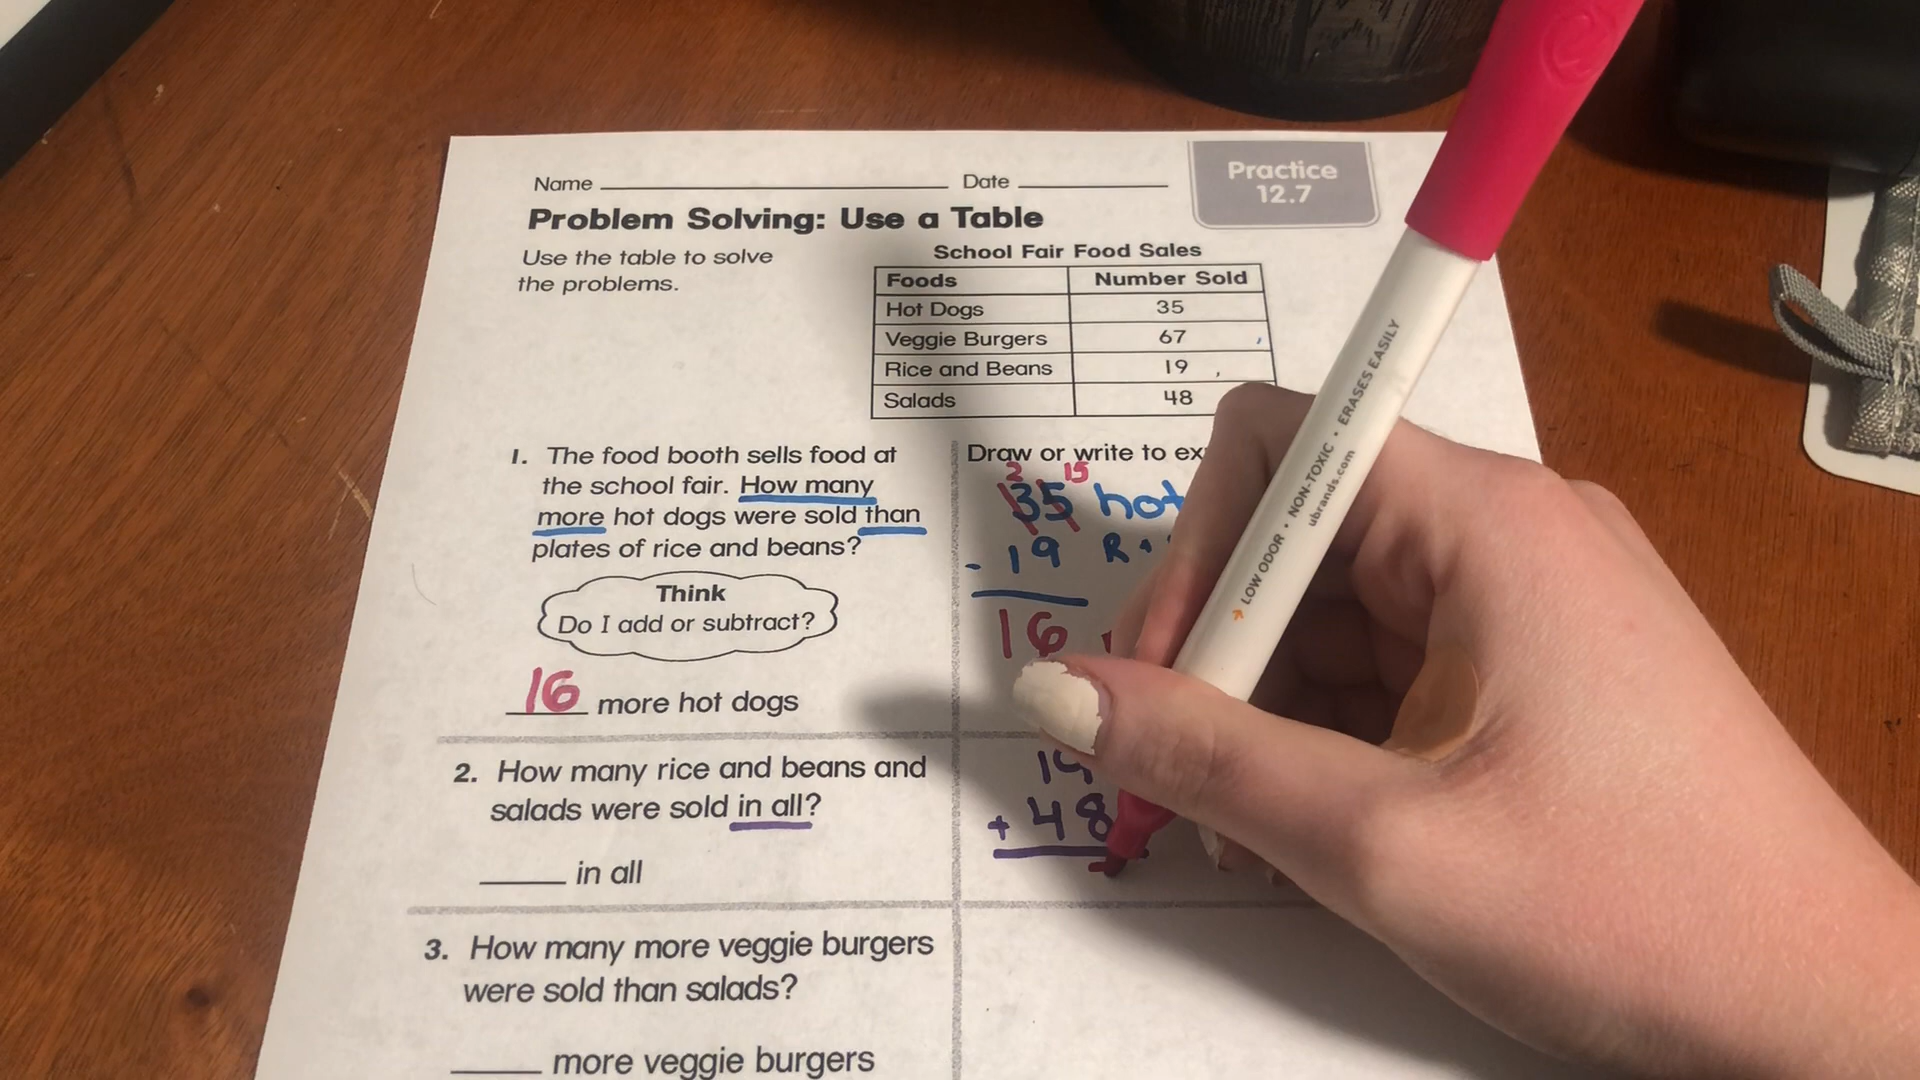 Name Date
Practice
12.7
Problem Solving: Use a Table
Use the table to solve
the problems.
School Fair Food Sales
Foods Number Sold
Hot Dogs 35
Veggie Burgers 67
Rice and Beans 19
Salads 48
1. The food booth sells food at
the school fair. How many
more hot dogs were sold than
plates of rice and beans?
Think
Do I add or subtract?
16 more hot dogs
Draw or write to
2 15
35 hot
- 19 R
16
2. How many rice and beans and
salads were sold in all?
in all
+ 48
3. How many more veggie burgers
were sold than salads?
more veggie burgers
LOW ODOR • NON-TOXIC • ERASES EASILY
ubrands.com